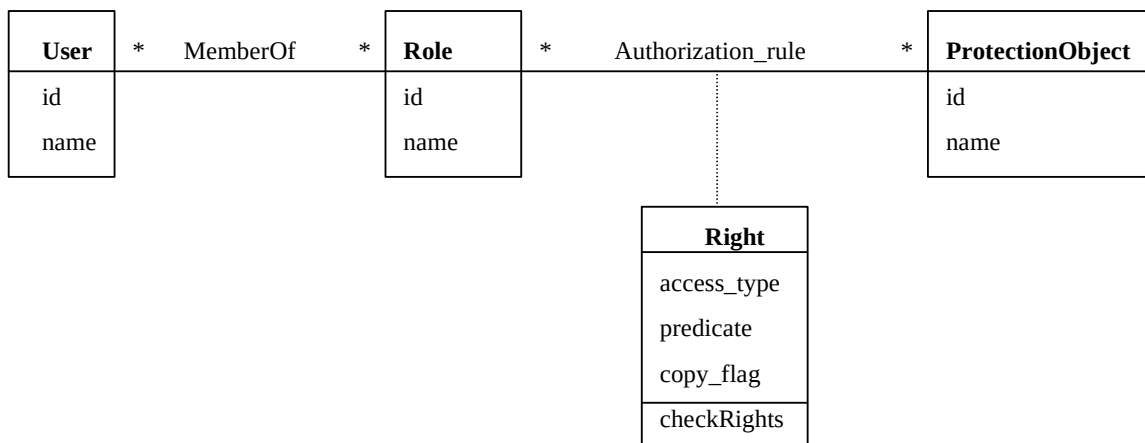 User * MemberOf * Role * Authorization_rule * ProtectionObject
id id id
name name name
Right
access_type
predicate
copy_flag
checkRights